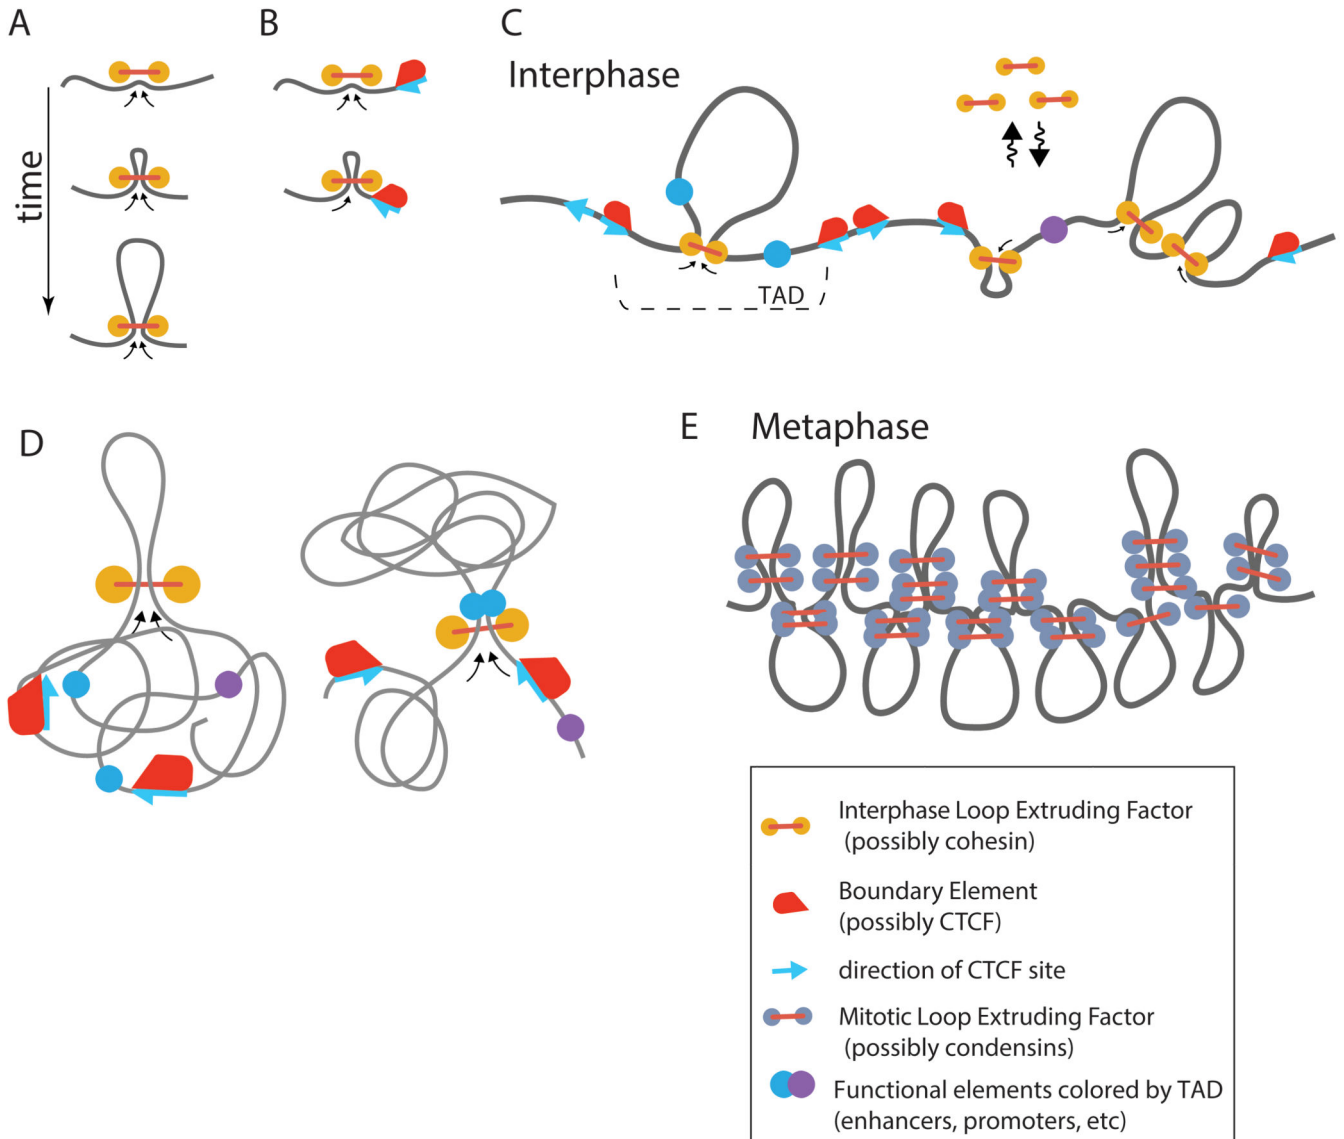 A
B
C
Interphase
time
TAD
D
E
Metaphase
Interphase Loop Extruding Factor
(possibly cohesin)
Boundary Element
(possibly CTCF)
direction of CTCF site
Mitotic Loop Extruding Factor
(possibly condensins)
Functional elements colored by TAD
(enhancers, promoters, etc)